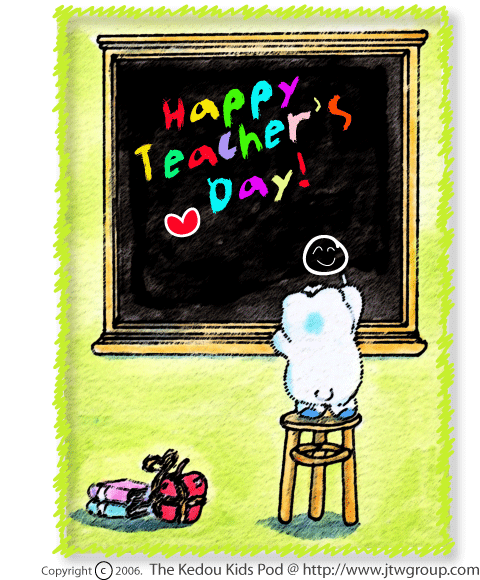 Happy
Teacher's
Day!
Copyright c 2006. The Kedou Kids Pod @ http://www.jtwgroup.com